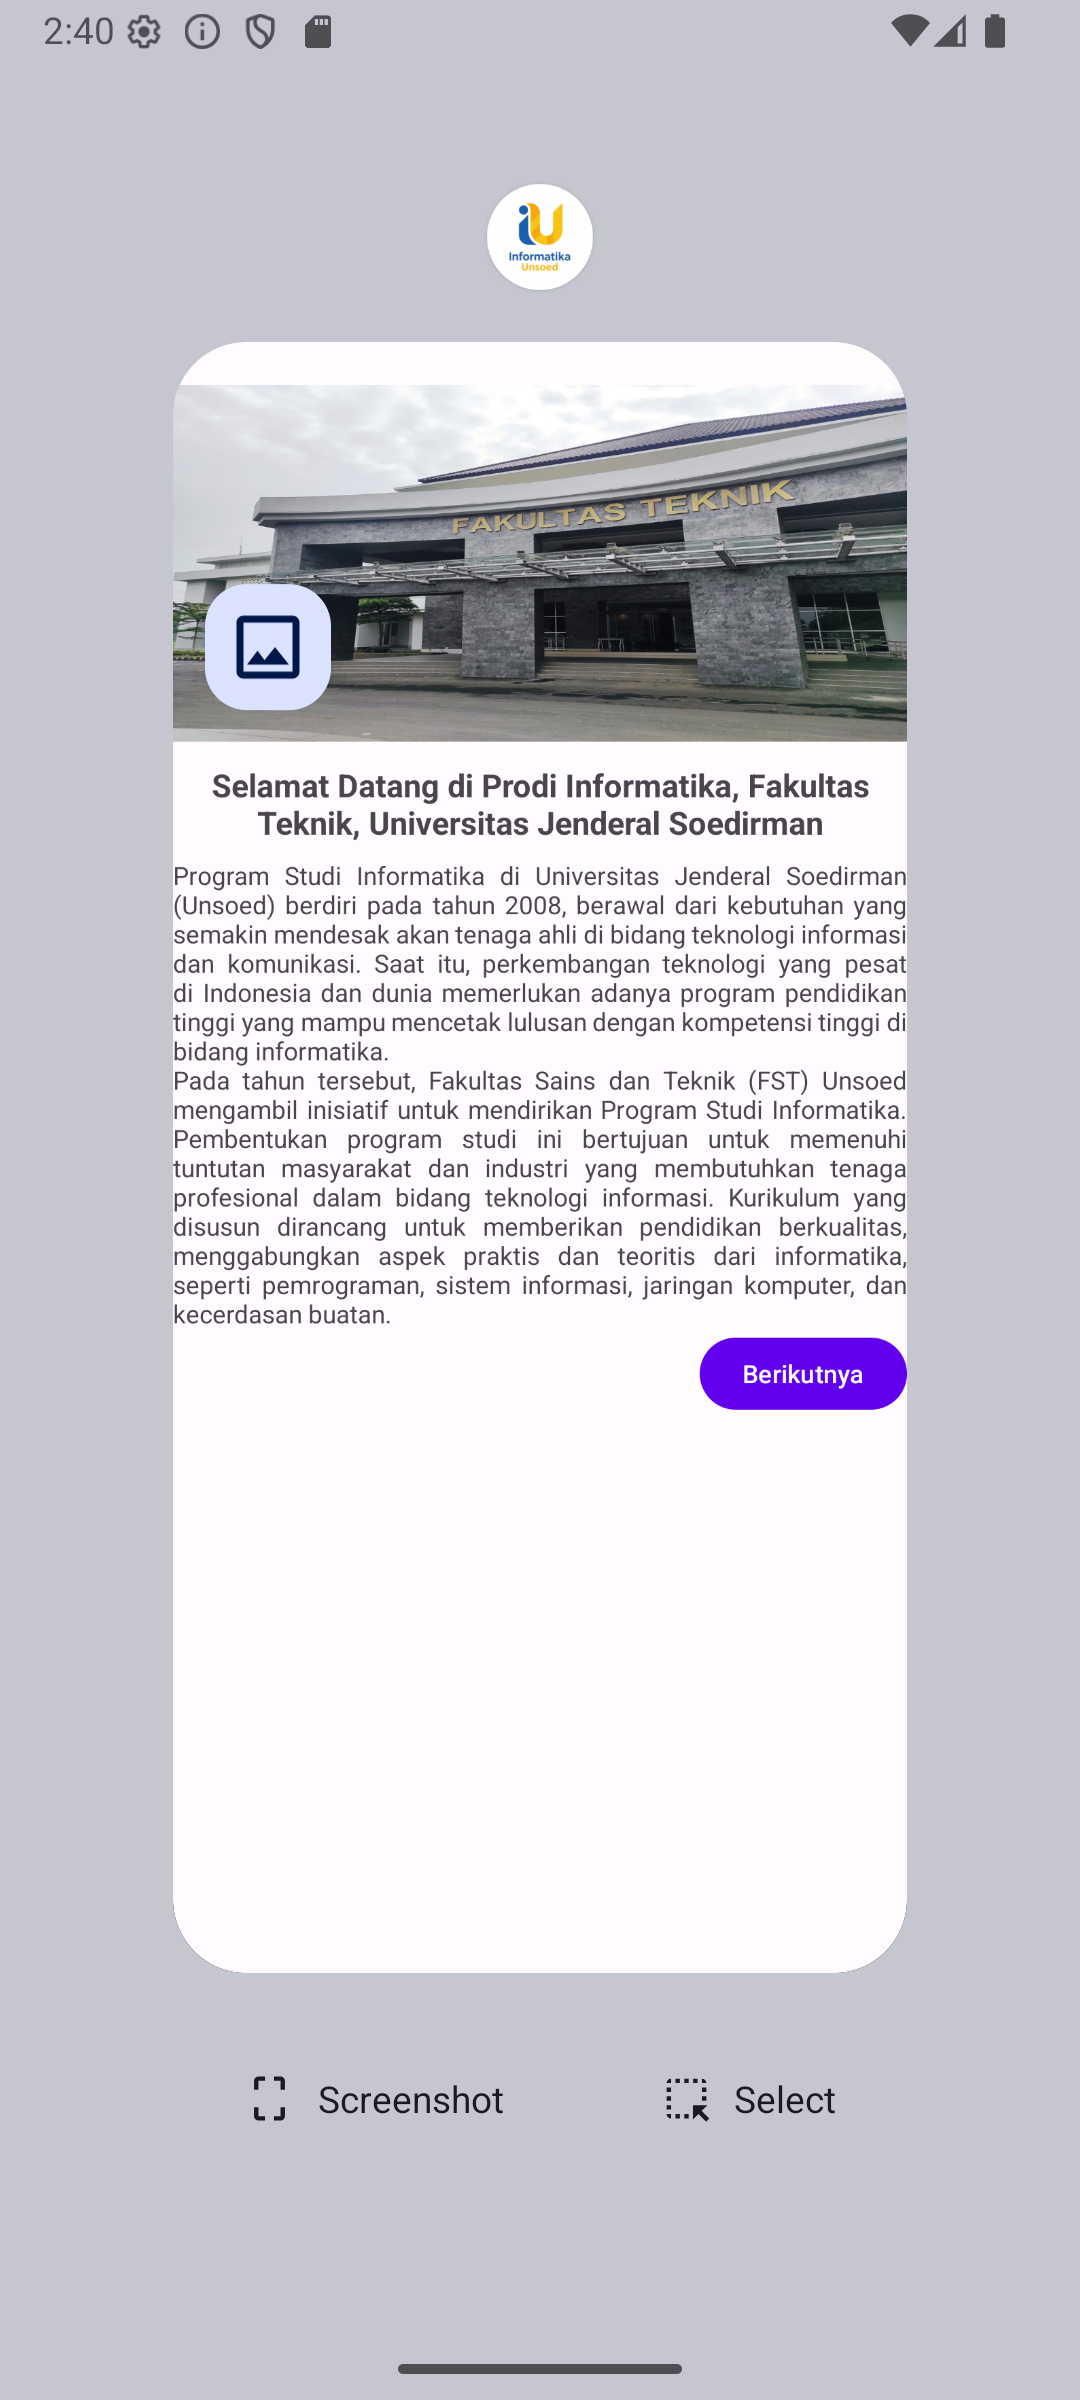 2:40
Informatika
Unsoed
FAKULTAS TEKNIK
Selamat Datang di Prodi Informatika, Fakultas
Teknik, Universitas Jenderal Soedirman
Program Studi Informatika di Universitas Jenderal Soedirman
(Unsoed) berdiri pada tahun 2008, berawal dari kebutuhan yang
semakin mendesak akan tenaga ahli di bidang teknologi informasi
dan komunikasi. Saat itu, perkembangan teknologi yang pesat
di Indonesia dan dunia memerlukan adanya program pendidikan
tinggi yang mampu mencetak lulusan dengan kompetensi tinggi di
bidang informatika.
Pada tahun tersebut, Fakultas Sains dan Teknik (FST) Unsoed
mengambil inisiatif untuk mendirikan Program Studi Informatika.
Pembentukan program studi ini bertujuan untuk memenuhi
tuntutan masyarakat dan industri yang membutuhkan tenaga
profesional dalam bidang teknologi informasi. Kurikulum yang
disusun dirancang untuk memberikan pendidikan berkualitas,
menggabungkan aspek praktis dan teoritis dari informatika,
seperti pemrograman, sistem informasi, jaringan komputer, dan
kecerdasan buatan.
Berikutnya
Screenshot
Select